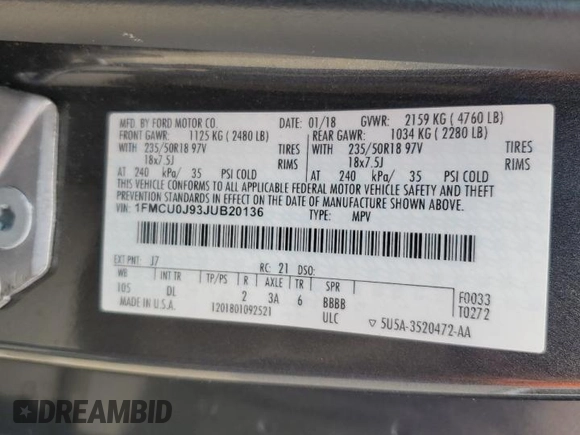 MFD. BY FORD MOTOR CO. DATE: 01/18 GVWR: 2159 KG ( 4760 LB)
FRONT GAWR: 1125 KG ( 2480 LB) REAR GAWR: 1034 KG ( 2280 LB)
WITH 235/50R18 97V TIRES WITH 235/50R18 97V TIRES
18x7.5J RIMS 18x7.5J RIMS
AT 240 kPa/ 35 PSI COLD AT 240 kPa/ 35 PSI COLD
THIS VEHICLE CONFORMS TO ALL APPLICABLE FEDERAL MOTOR VEHICLE SAFETY AND THEFT
PREVENTION STANDARDS IN EFFECT ON THE DATE OF MANUFACTURE SHOWN ABOVE.
VIN: 1FMCU0J93JUB20136 TYPE: MPV
EXT PNT: J7 RC: 21 DSO:
WB INT TR TP/PS R AXLE TR SPR F0033
105 DL 2 3A 6 BBBB T0272
MADE IN U.S.A. 1201801092521 ULC ▽ 5U5A-3520472-AA
DREAMBID